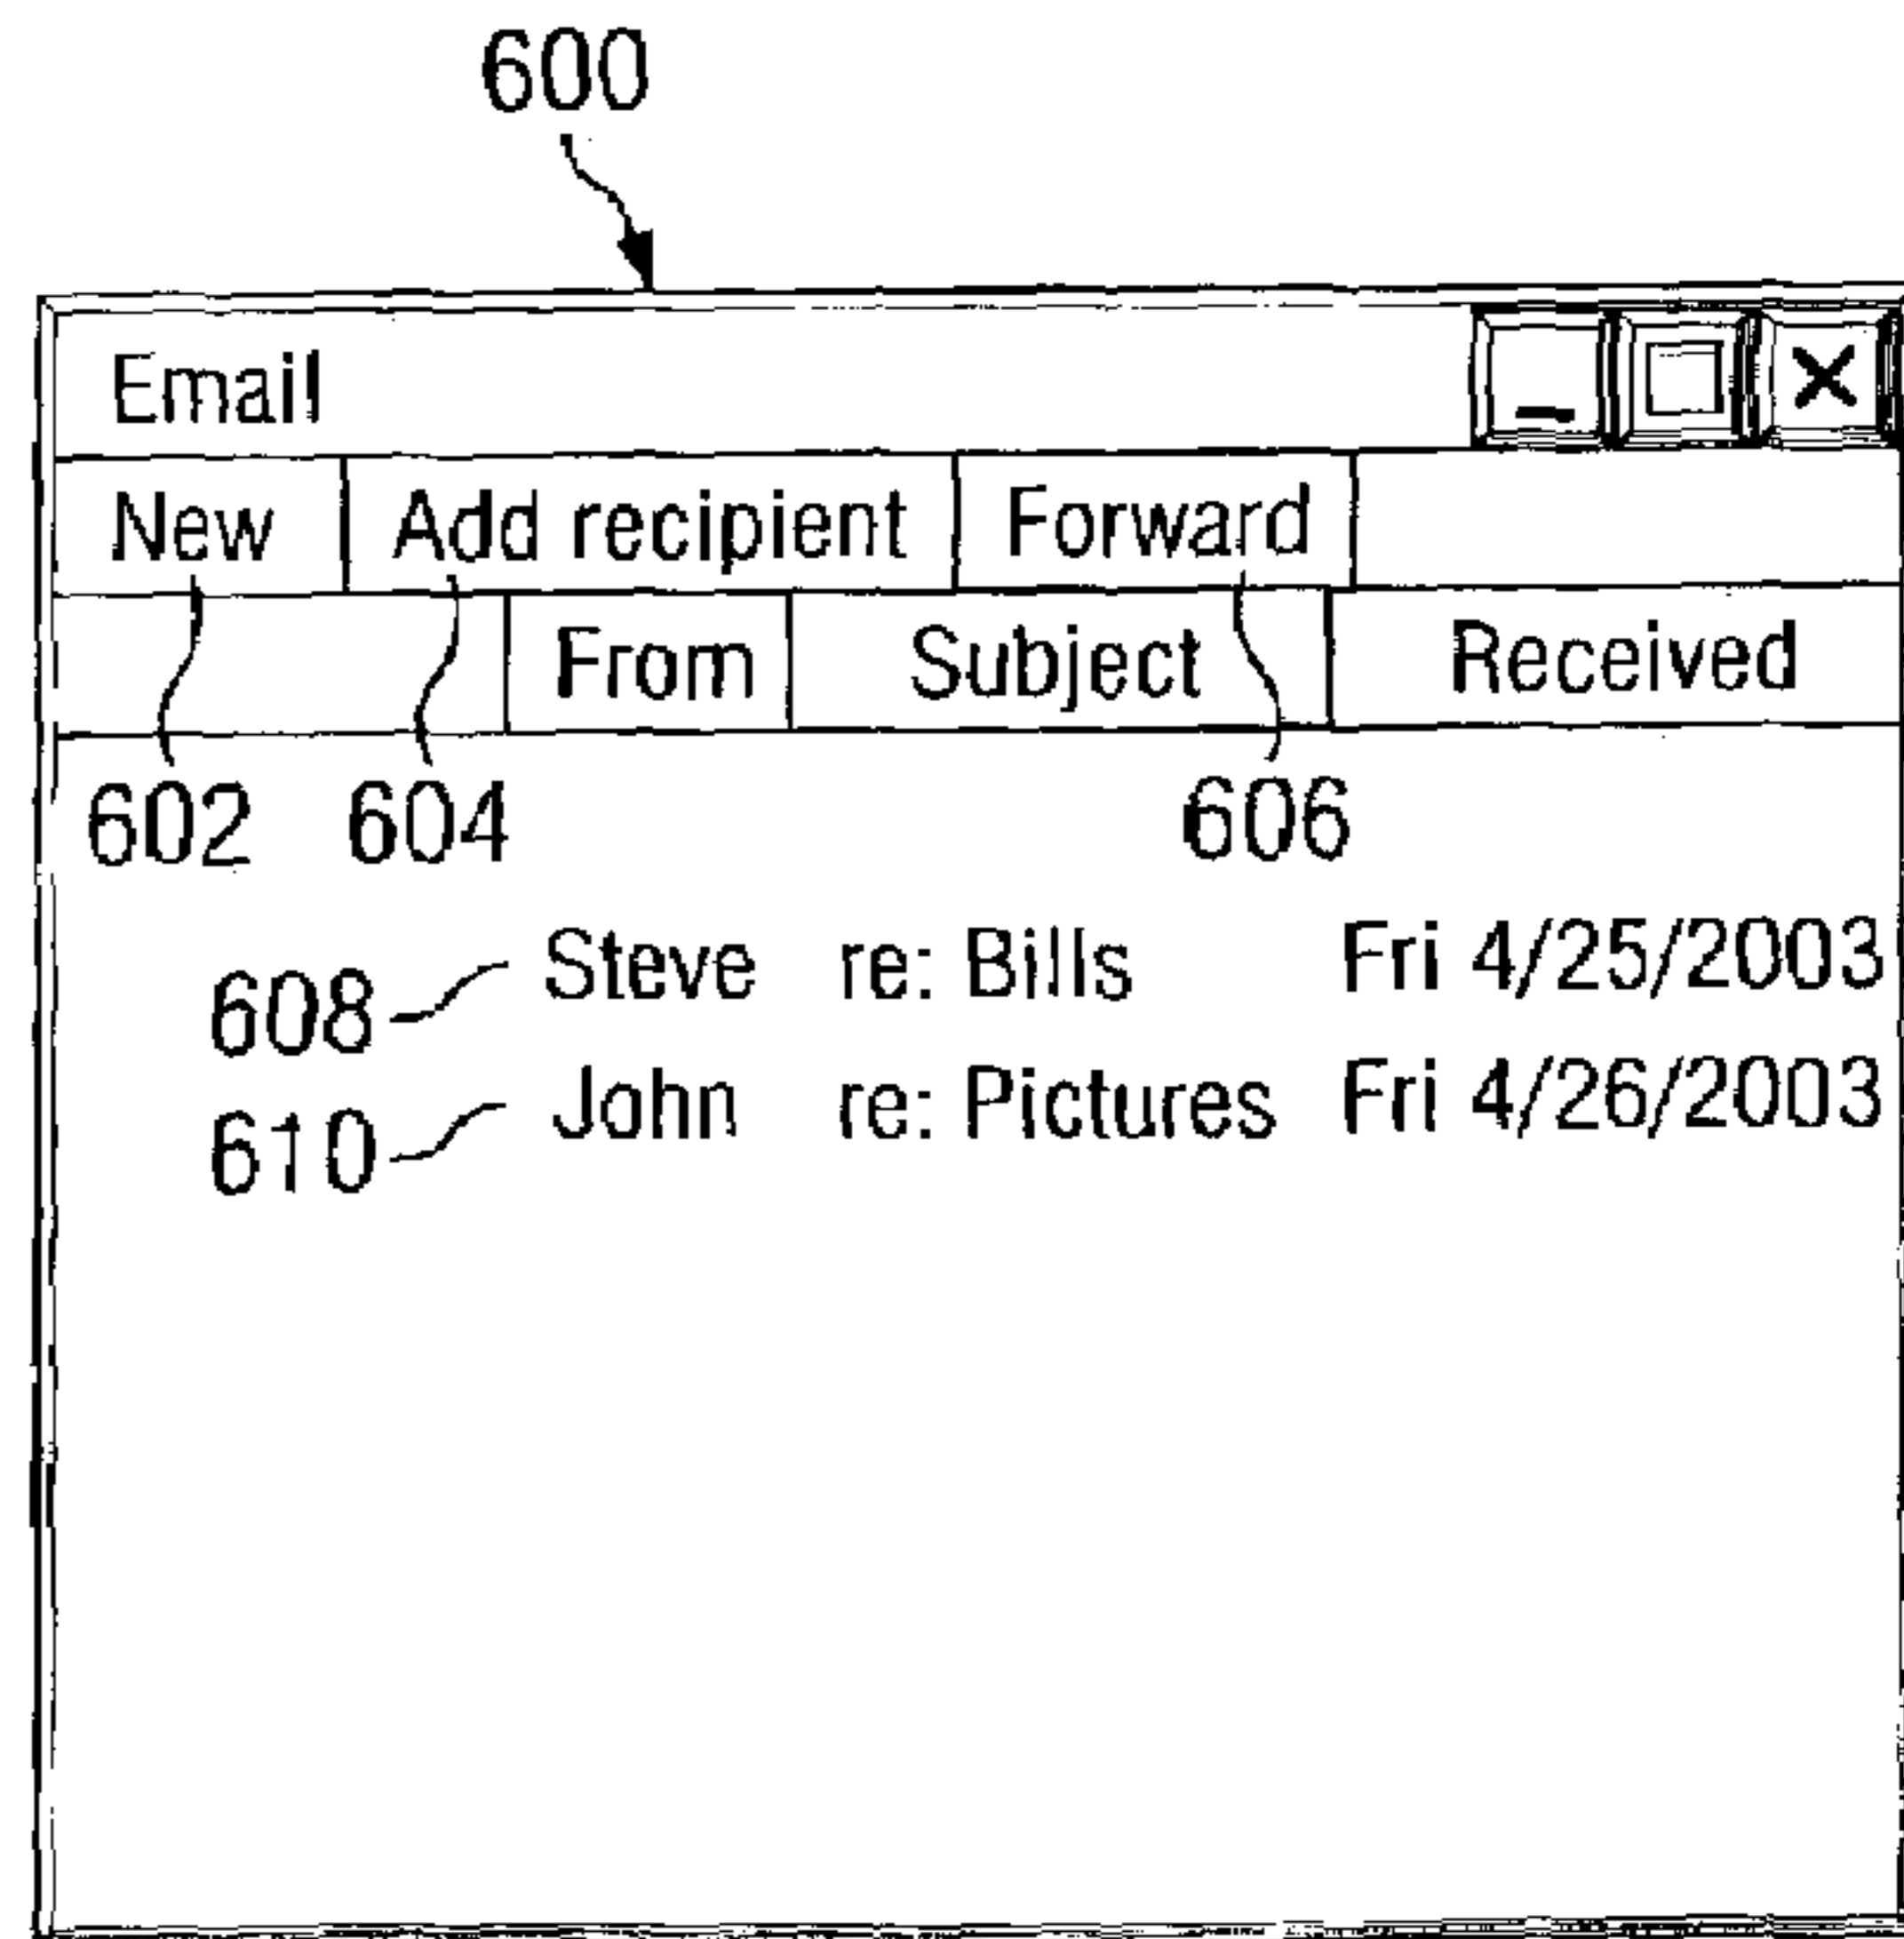 600
Email
New Add recipient Forward
From Subject Received
602 604 606
608 Steve re: Bills Fri 4/25/2003
610 John re: Pictures Fri 4/26/2003